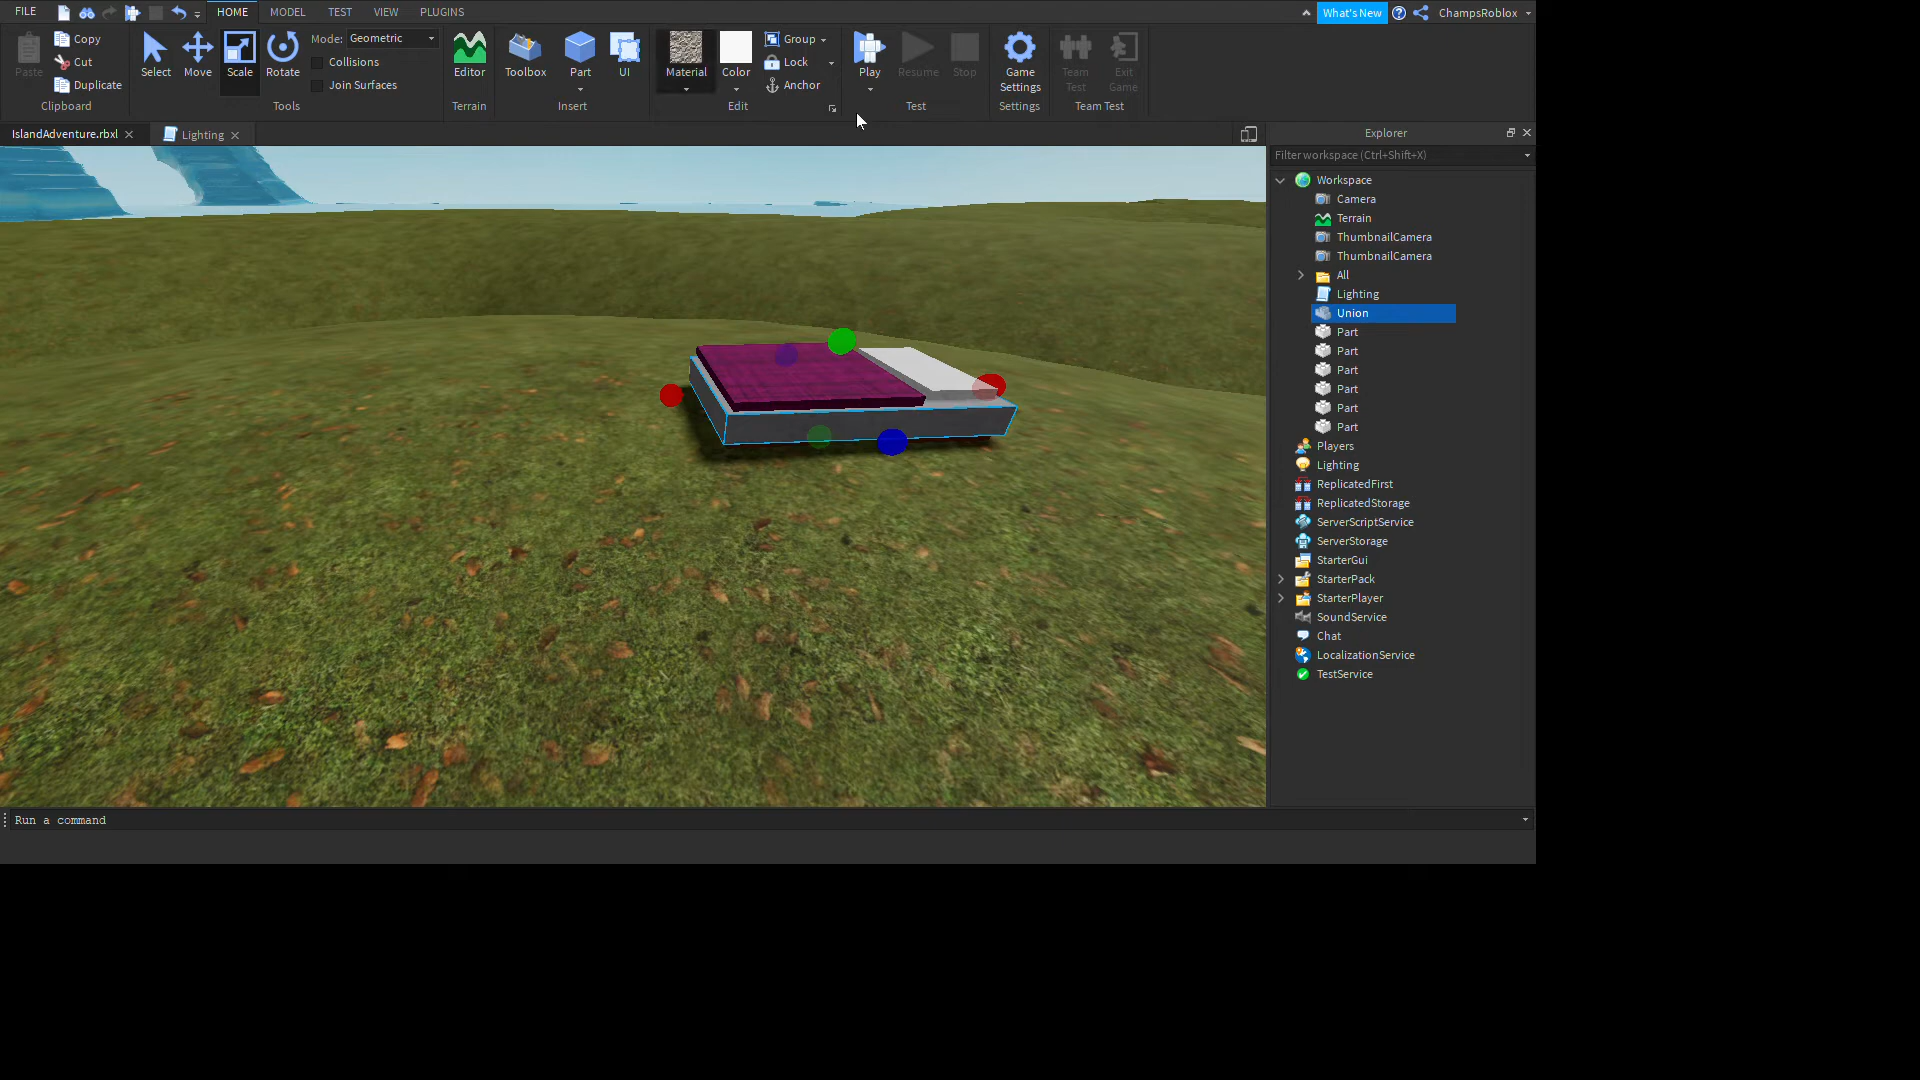 FILE HOME MODEL TEST VIEW PLUGINS What's New ChampsRoblox
Paste Copy Cut Duplicate Clipboard
Select Move Scale Rotate Mode: Geometric Collisions Join Surfaces Tools
Editor Terrain
Toolbox Part UI Insert
Material Color Group Lock Anchor Edit
Play Resume Stop Test
Game Settings Settings
Team Test Exit Game Team Test
IslandAdventure.rbxl Lighting
Explorer
Filter workspace (Ctrl+Shift+X)
Workspace
Camera
Terrain
ThumbnailCamera
ThumbnailCamera
All
Lighting
Union
Part
Part
Part
Part
Part
Part
Players
Lighting
ReplicatedFirst
ReplicatedStorage
ServerScriptService
ServerStorage
StarterGui
StarterPack
StarterPlayer
SoundService
Chat
LocalizationService
TestService
Run a command